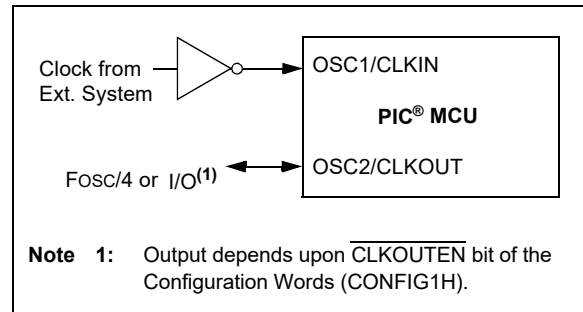 Clock from
Ext. System
OSC1/CLKIN
PIC® MCU
FOSC/4 or I/O(1)
OSC2/CLKOUT
Note 1: Output depends upon CLKOUTEN bit of the
Configuration Words (CONFIG1H).